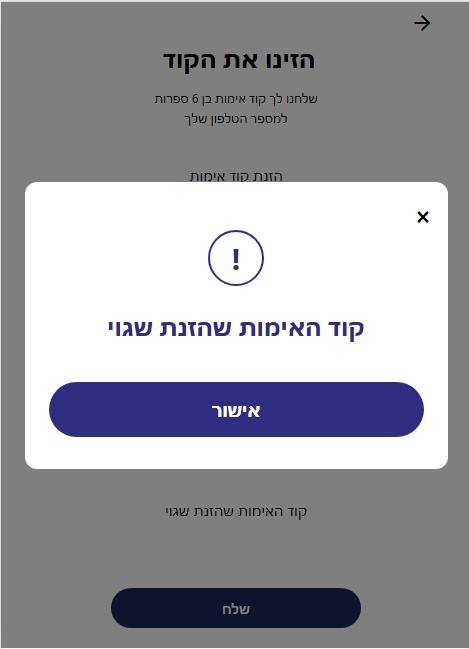 הזינו את הקוד
שלחנו לך קוד אימות בן 6 ספרות
למספר הטלפון שלך
הזנת קוד אימות
×
!
קוד האימות שהזנת שגוי
אישור
קוד האימות שהזנת שגוי
שלח